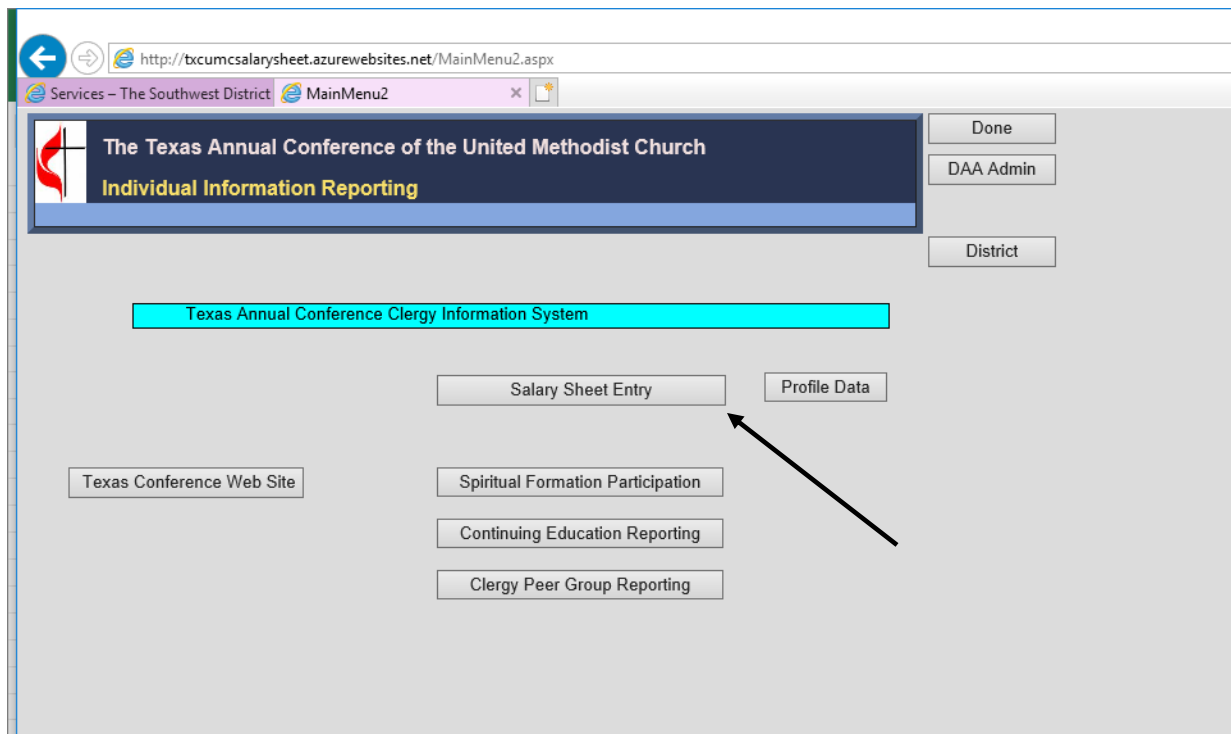 http://txcumcsalarysheet.azurewebsites.net/MainMenu2.aspx
Services – The Southwest District
MainMenu2
The Texas Annual Conference of the United Methodist Church
Individual Information Reporting
Done
DAA Admin
District
Texas Annual Conference Clergy Information System
Salary Sheet Entry
Profile Data
Texas Conference Web Site
Spiritual Formation Participation
Continuing Education Reporting
Clergy Peer Group Reporting